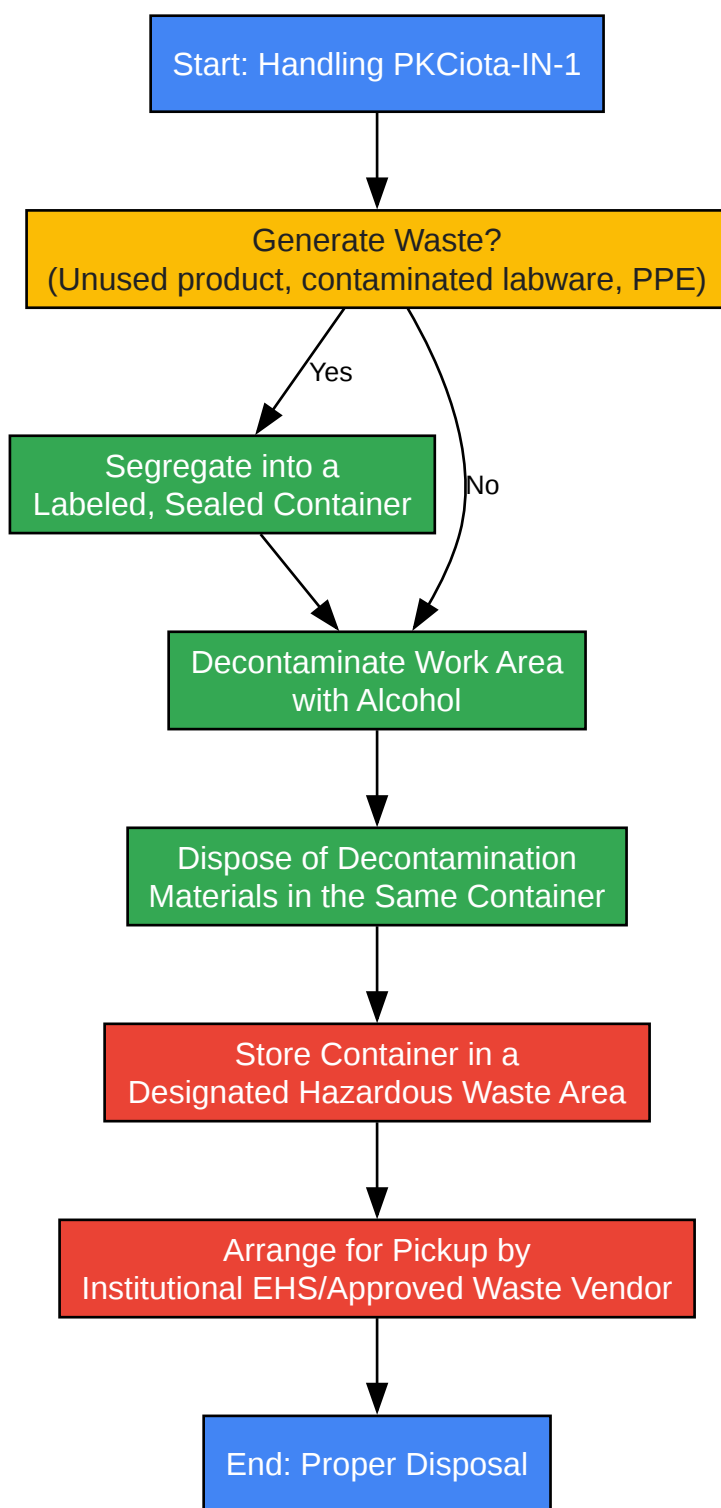 Start: Handling PKCiota-IN-1
Generate Waste?
(Unused product, contaminated labware, PPE)
Yes
Segregate into a
Labeled, Sealed Container
No
Decontaminate Work Area
with Alcohol
Dispose of Decontamination
Materials in the Same Container
Store Container in a
Designated Hazardous Waste Area
Arrange for Pickup by
Institutional EHS/Approved Waste Vendor
End: Proper Disposal